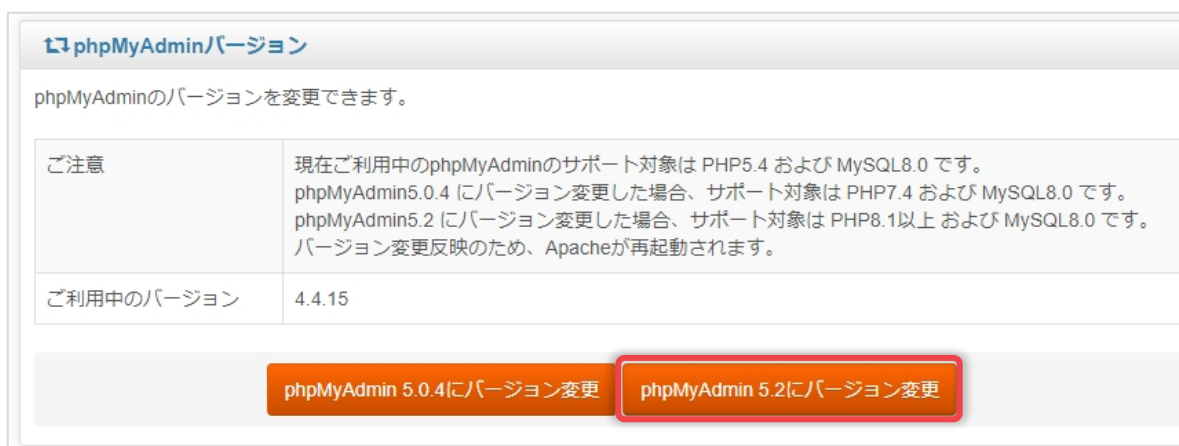 phpMyAdminバージョン
phpMyAdminのバージョンを変更できます。
ご注意
現在ご利用中のphpMyAdminのサポート対象は PHP5.4 および MySQL8.0 です。
phpMyAdmin5.0.4 にバージョン変更した場合、サポート対象は PHP7.4 および MySQL8.0 です。
phpMyAdmin5.2 にバージョン変更した場合、サポート対象は PHP8.1以上 および MySQL8.0 です。
バージョン変更反映のため、Apacheが再起動されます。
ご利用中のバージョン
4.4.15
phpMyAdmin 5.0.4にバージョン変更
phpMyAdmin 5.2にバージョン変更